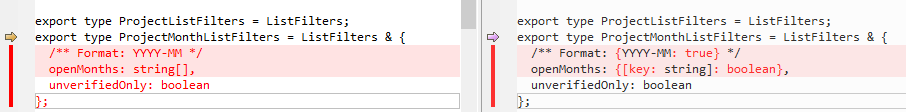 export type ProjectListFilters = ListFilters;
export type ProjectMonthListFilters = ListFilters & {
/** Format: YYYY-MM */
openMonths: string[],
unverifiedOnly: boolean
};
export type ProjectListFilters = ListFilters;
export type ProjectMonthListFilters = ListFilters & {
/** Format: {YYYY-MM: true} */
openMonths: {[key: string]: boolean},
unverifiedOnly: boolean
};